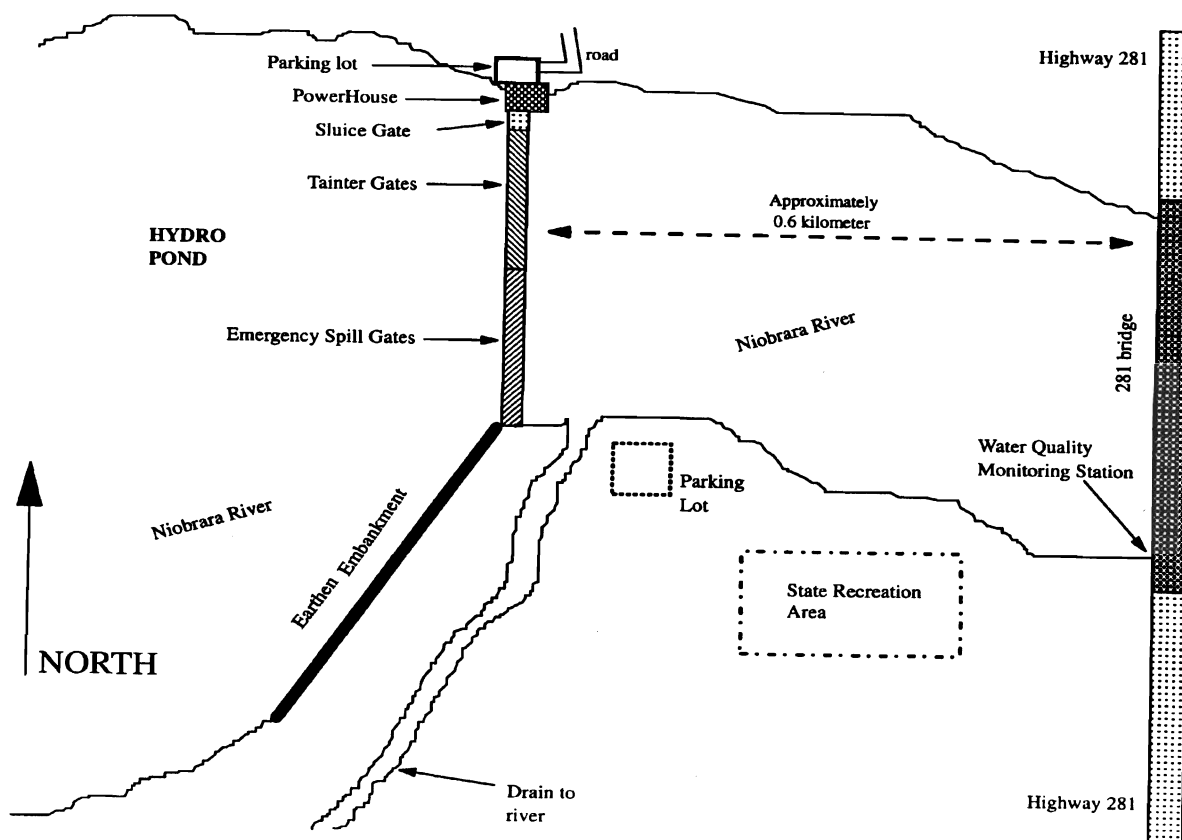 Parking lot
road
Highway 281
PowerHouse
Sluice Gate
Tainter Gates
Approximately
0.6 kilometer
HYDRO
POND
Emergency Spill Gates
Niobrara River
281 bridge
Water Quality
Monitoring Station
Parking
Lot
Niobrara River
Earthen Embankment
State Recreation
Area
NORTH
Drain to
river
Highway 281